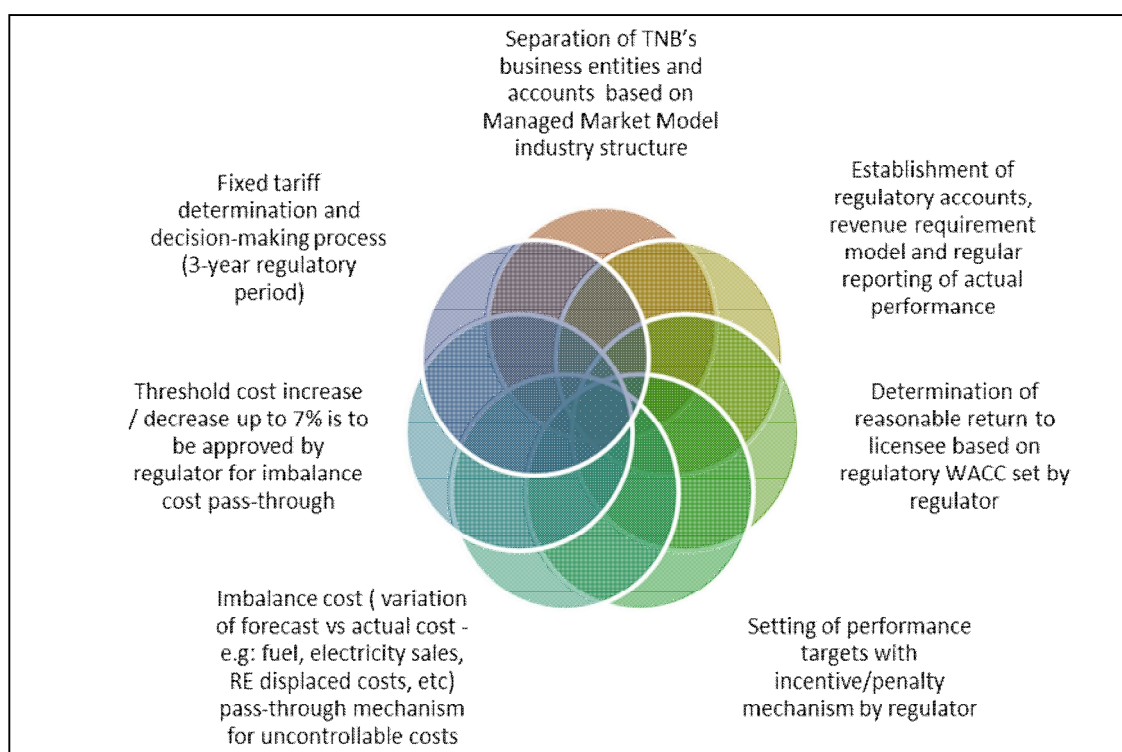 Separation of TNB's
business entities and
accounts based on
Managed Market Model
industry structure
Establishment of
regulatory accounts,
revenue requirement
model and regular
reporting of actual
performance
Determination of
reasonable return to
licensee based on
regulatory WACC set by
regulator
Setting of performance
targets with
incentive/penalty
mechanism by regulator
Imbalance cost ( variation
of forecast vs actual cost -
e.g: fuel, electricity sales,
RE displaced costs, etc)
pass-through mechanism
for uncontrollable costs
Threshold cost increase
/ decrease up to 7% is to
be approved by
regulator for imbalance
cost pass-through
Fixed tariff
determination and
decision-making process
(3-year regulatory
period)